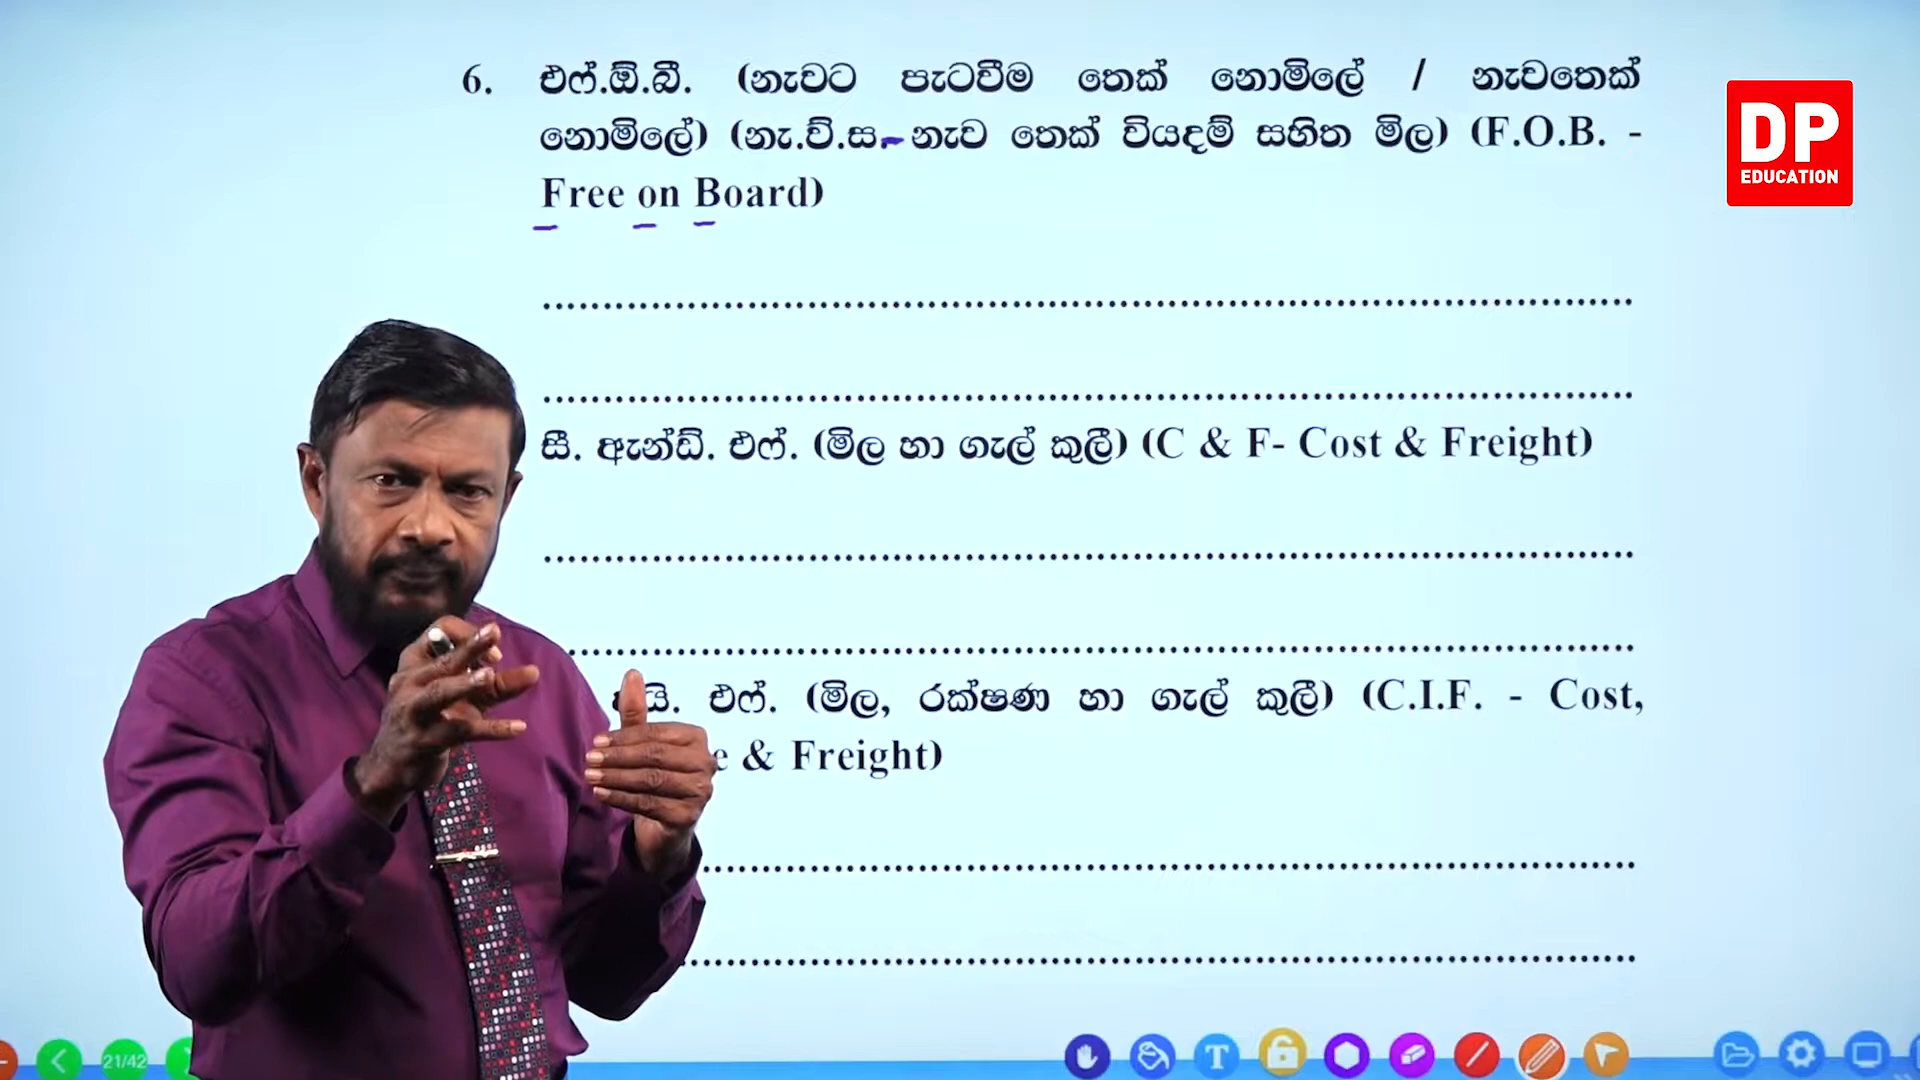 6. එෆ්.ඕ.බී. (නැවට පැටවීම තෙක් නොමිලේ / නැවතෙක්
නොමිලේ) (නැ.ව්.ස. නැව තෙක් වියදම් සහිත මිල) (F.O.B. -
Free on Board)
DP
EDUCATION
සී. ඇන්ඩ්. එෆ්. (මිල හා ගැල් කුලී) (C & F- Cost & Freight)
එෆ්. (මිල, රක්ෂණ හා ගැල් කුලී) (C.I.F. - Cost,
& Freight)
21/42
T